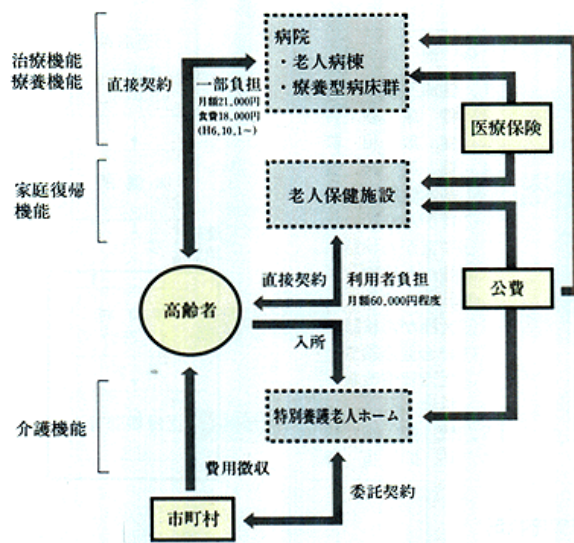 治療機能
療養機能
直接契約
一部負担
月額21,000円
食費18,000円
(H6,10,1~)
病院
・老人病棟
・療養型病床群
医療保険
家庭復帰
機能
老人保健施設
直接契約
利用者負担
月額60,000円程度
公費
高齢者
入所
介護機能
特別養護老人ホーム
費用徴収
委託契約
市町村